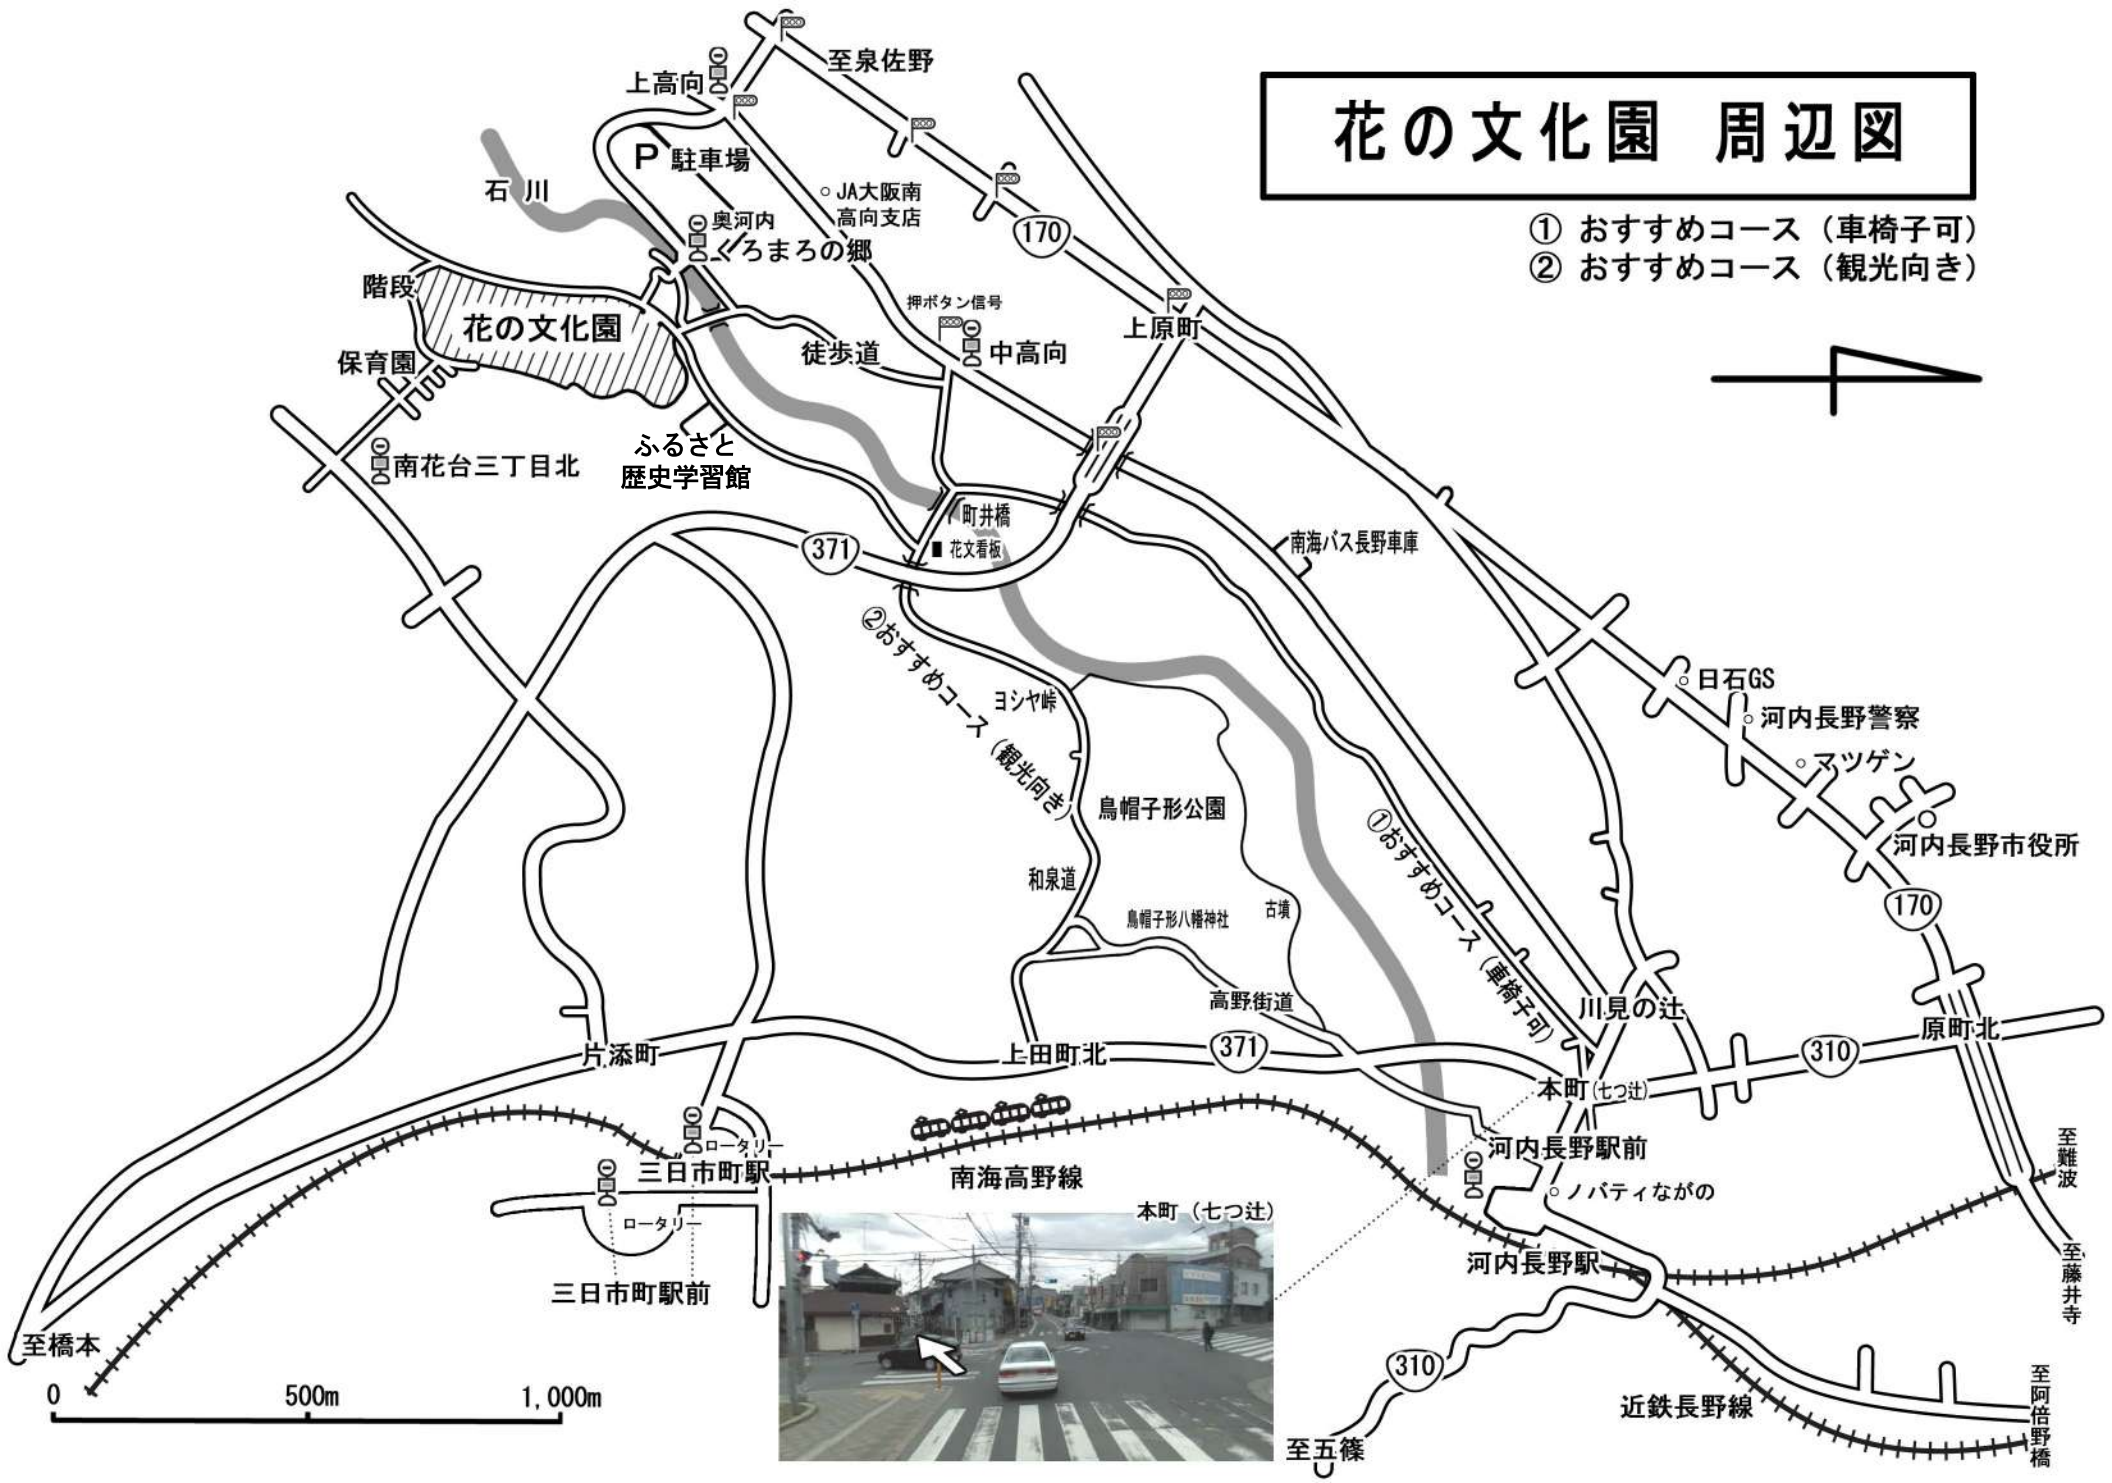 花の文化園 周辺図
① おすすめコース（車椅子可）
② おすすめコース（観光向き）
至泉佐野
上高向
P 駐車場
石川
JA大阪南
高向支店
170
奥河内
くろまろの郷
階段
花の文化園
押ボタン信号
上原町
徒歩道
中高向
保育園
ふるさと
歴史学習館
南花台三丁目北
町井橋
花文看板
371
南海バス長野車庫
②おすすめコース（観光向き）
ヨシヤ峠
日石GS
河内長野警察
マツゲン
烏帽子形公園
①おすすめコース（車椅子可）
河内長野市役所
和泉道
烏帽子形八幡神社
古墳
170
高野街道
川見の辻
原町北
片添町
上田町北
371
310
本町(七つ辻)
ロータリー
三日市町駅
南海高野線
河内長野駅前
至難波
ノバティながの
ロータリー
本町（七つ辻）
河内長野駅
至藤井寺
三日市町駅前
至橋本
310
近鉄長野線
至阿倍野橋
至五篠
0 500m 1,000m